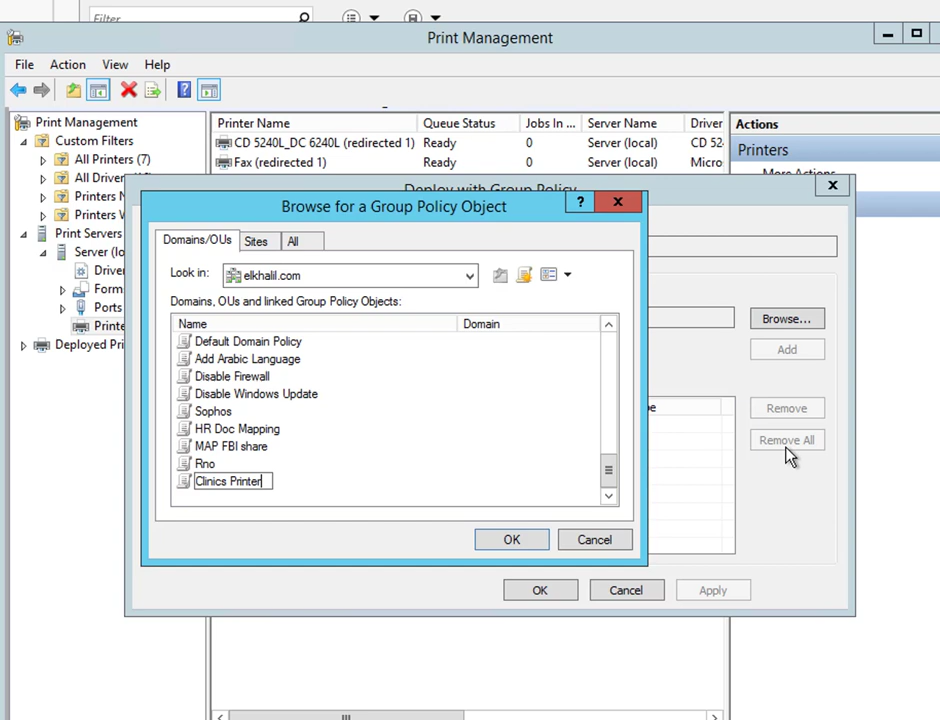 Filter
Print Management
File Action View Help
Print Management
Custom Filters
All Printers (7)
All Driver
Printers
Printers
Print Servers
Server (lo
Driver
Form
Ports
Printe
Deployed Pri
Printer Name Queue Status Jobs In ... Server Name Driver
CD 5240L_DC 6240L (redirected 1) Ready 0 Server (local) CD 524
Fax (redirected 1) Ready 0 Server (local) Micro
Actions
Printers
More Actions
Deploy with Group Policy
Browse...
Add
Remove
Remove All
OK Cancel Apply
Browse for a Group Policy Object
? X
Domains/OUs Sites All
Look in: elkhalil.com
Domains, OUs and linked Group Policy Objects:
Name Domain
Default Domain Policy
Add Arabic Language
Disable Firewall
Disable Windows Update
Sophos
HR Doc Mapping
MAP FBI share
Rno
Clinics Printer
OK Cancel